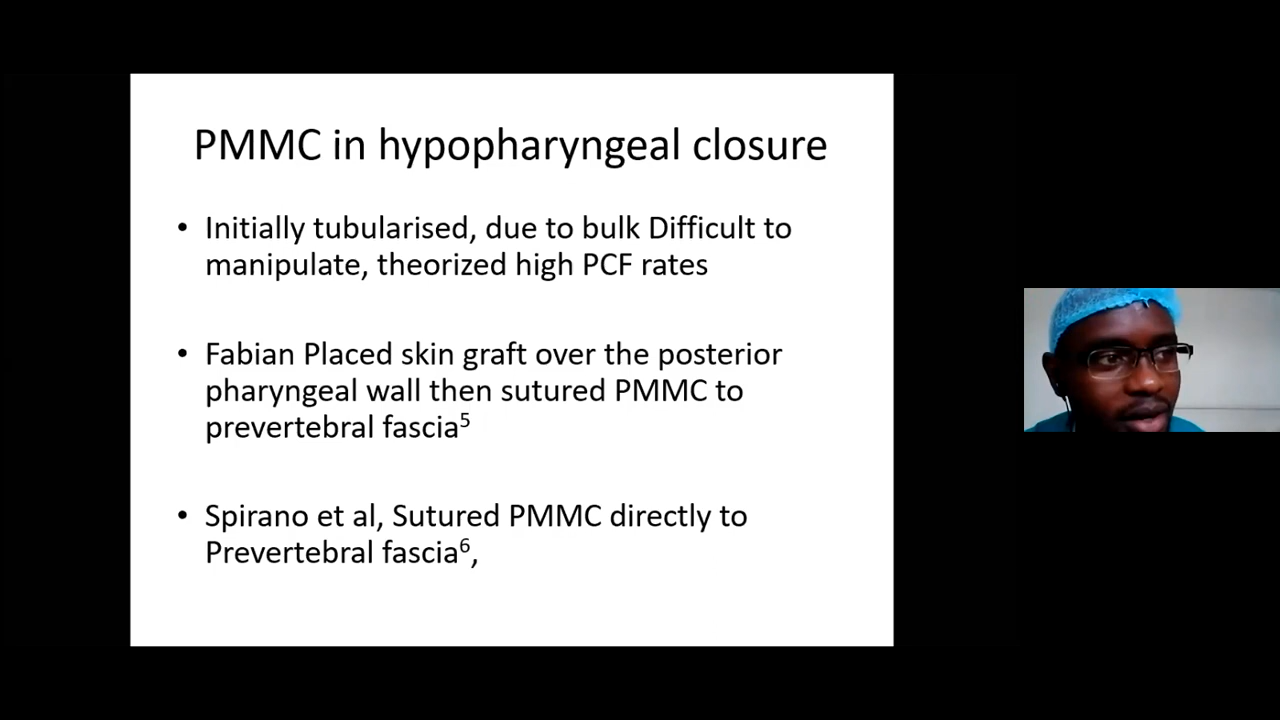 PMMC in hypopharyngeal closure
• Initially tubularised, due to bulk Difficult to
manipulate, theorized high PCF rates
• Fabian Placed skin graft over the posterior
pharyngeal wall then sutured PMMC to
prevertebral fascia⁵
• Spirano et al, Sutured PMMC directly to
Prevertebral fascia⁶,